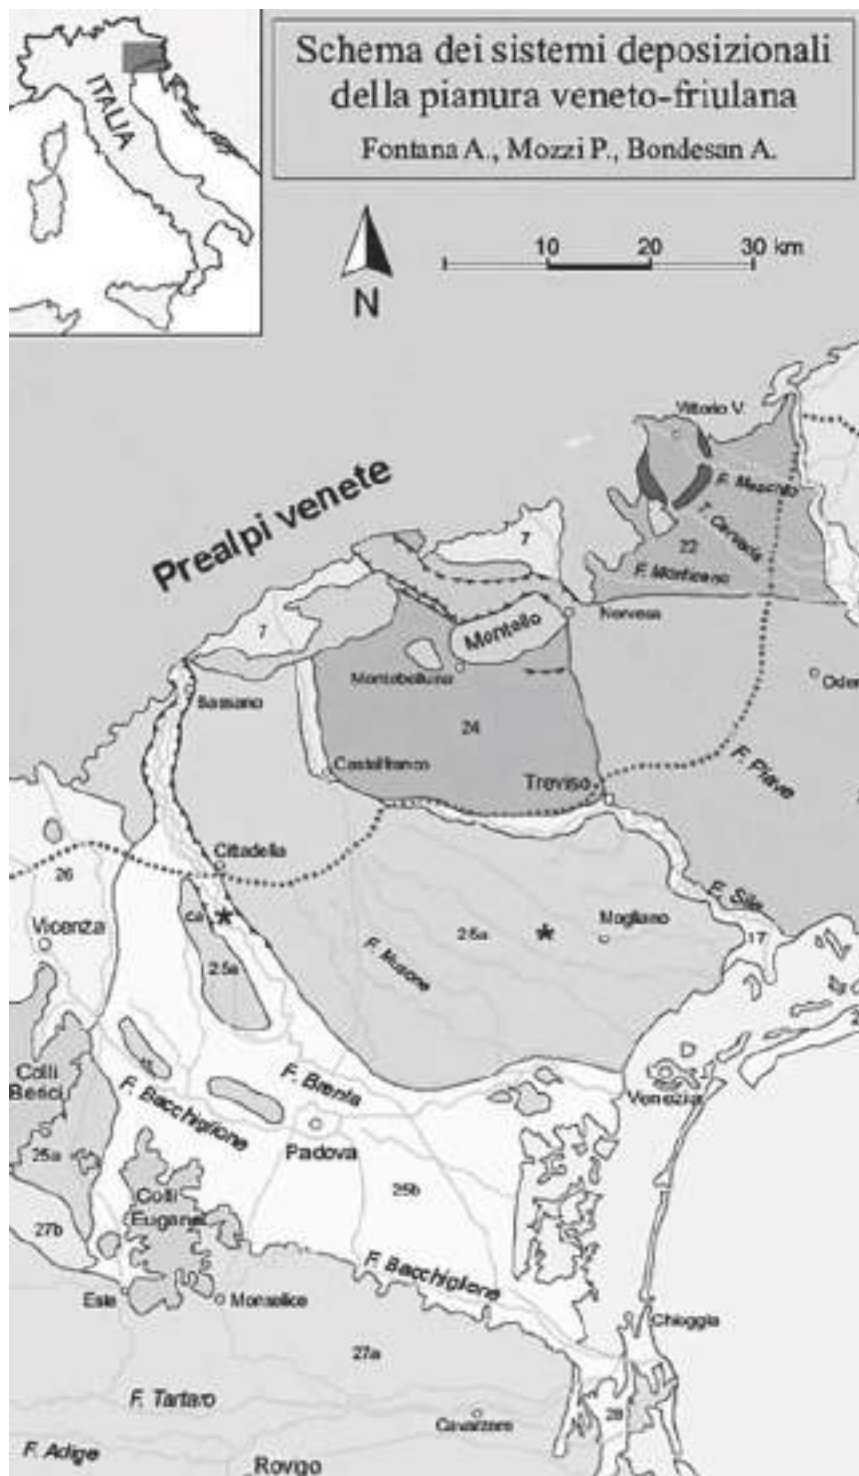 ITALIA
Schema dei sistemi deposizionali
della pianura veneto-friulana
Fontana A., Mozzi P., Bondesan A.
10 20 30 km
N
Vittorio V.
Prealpi venete
F. Meschio
T. Cervada
22
F. Monticano
7
7
Montello
Nervesa
Montebelluna
Bassano
Oder
24
Castelfranco
Treviso
F. Piave
Cittadella
26
F. Sile
Vicenza
Mogliano
17
F. Musone
Colli
Berici
F. Brenta
Venezia
F. Bacchiglione
Padova
25b
Colli
Euganei
27b
F. Bacchiglione
Este
Monselice
Chioggia
27a
F. Tartaro
Cavarzere
28
F. Adige
Rovigo